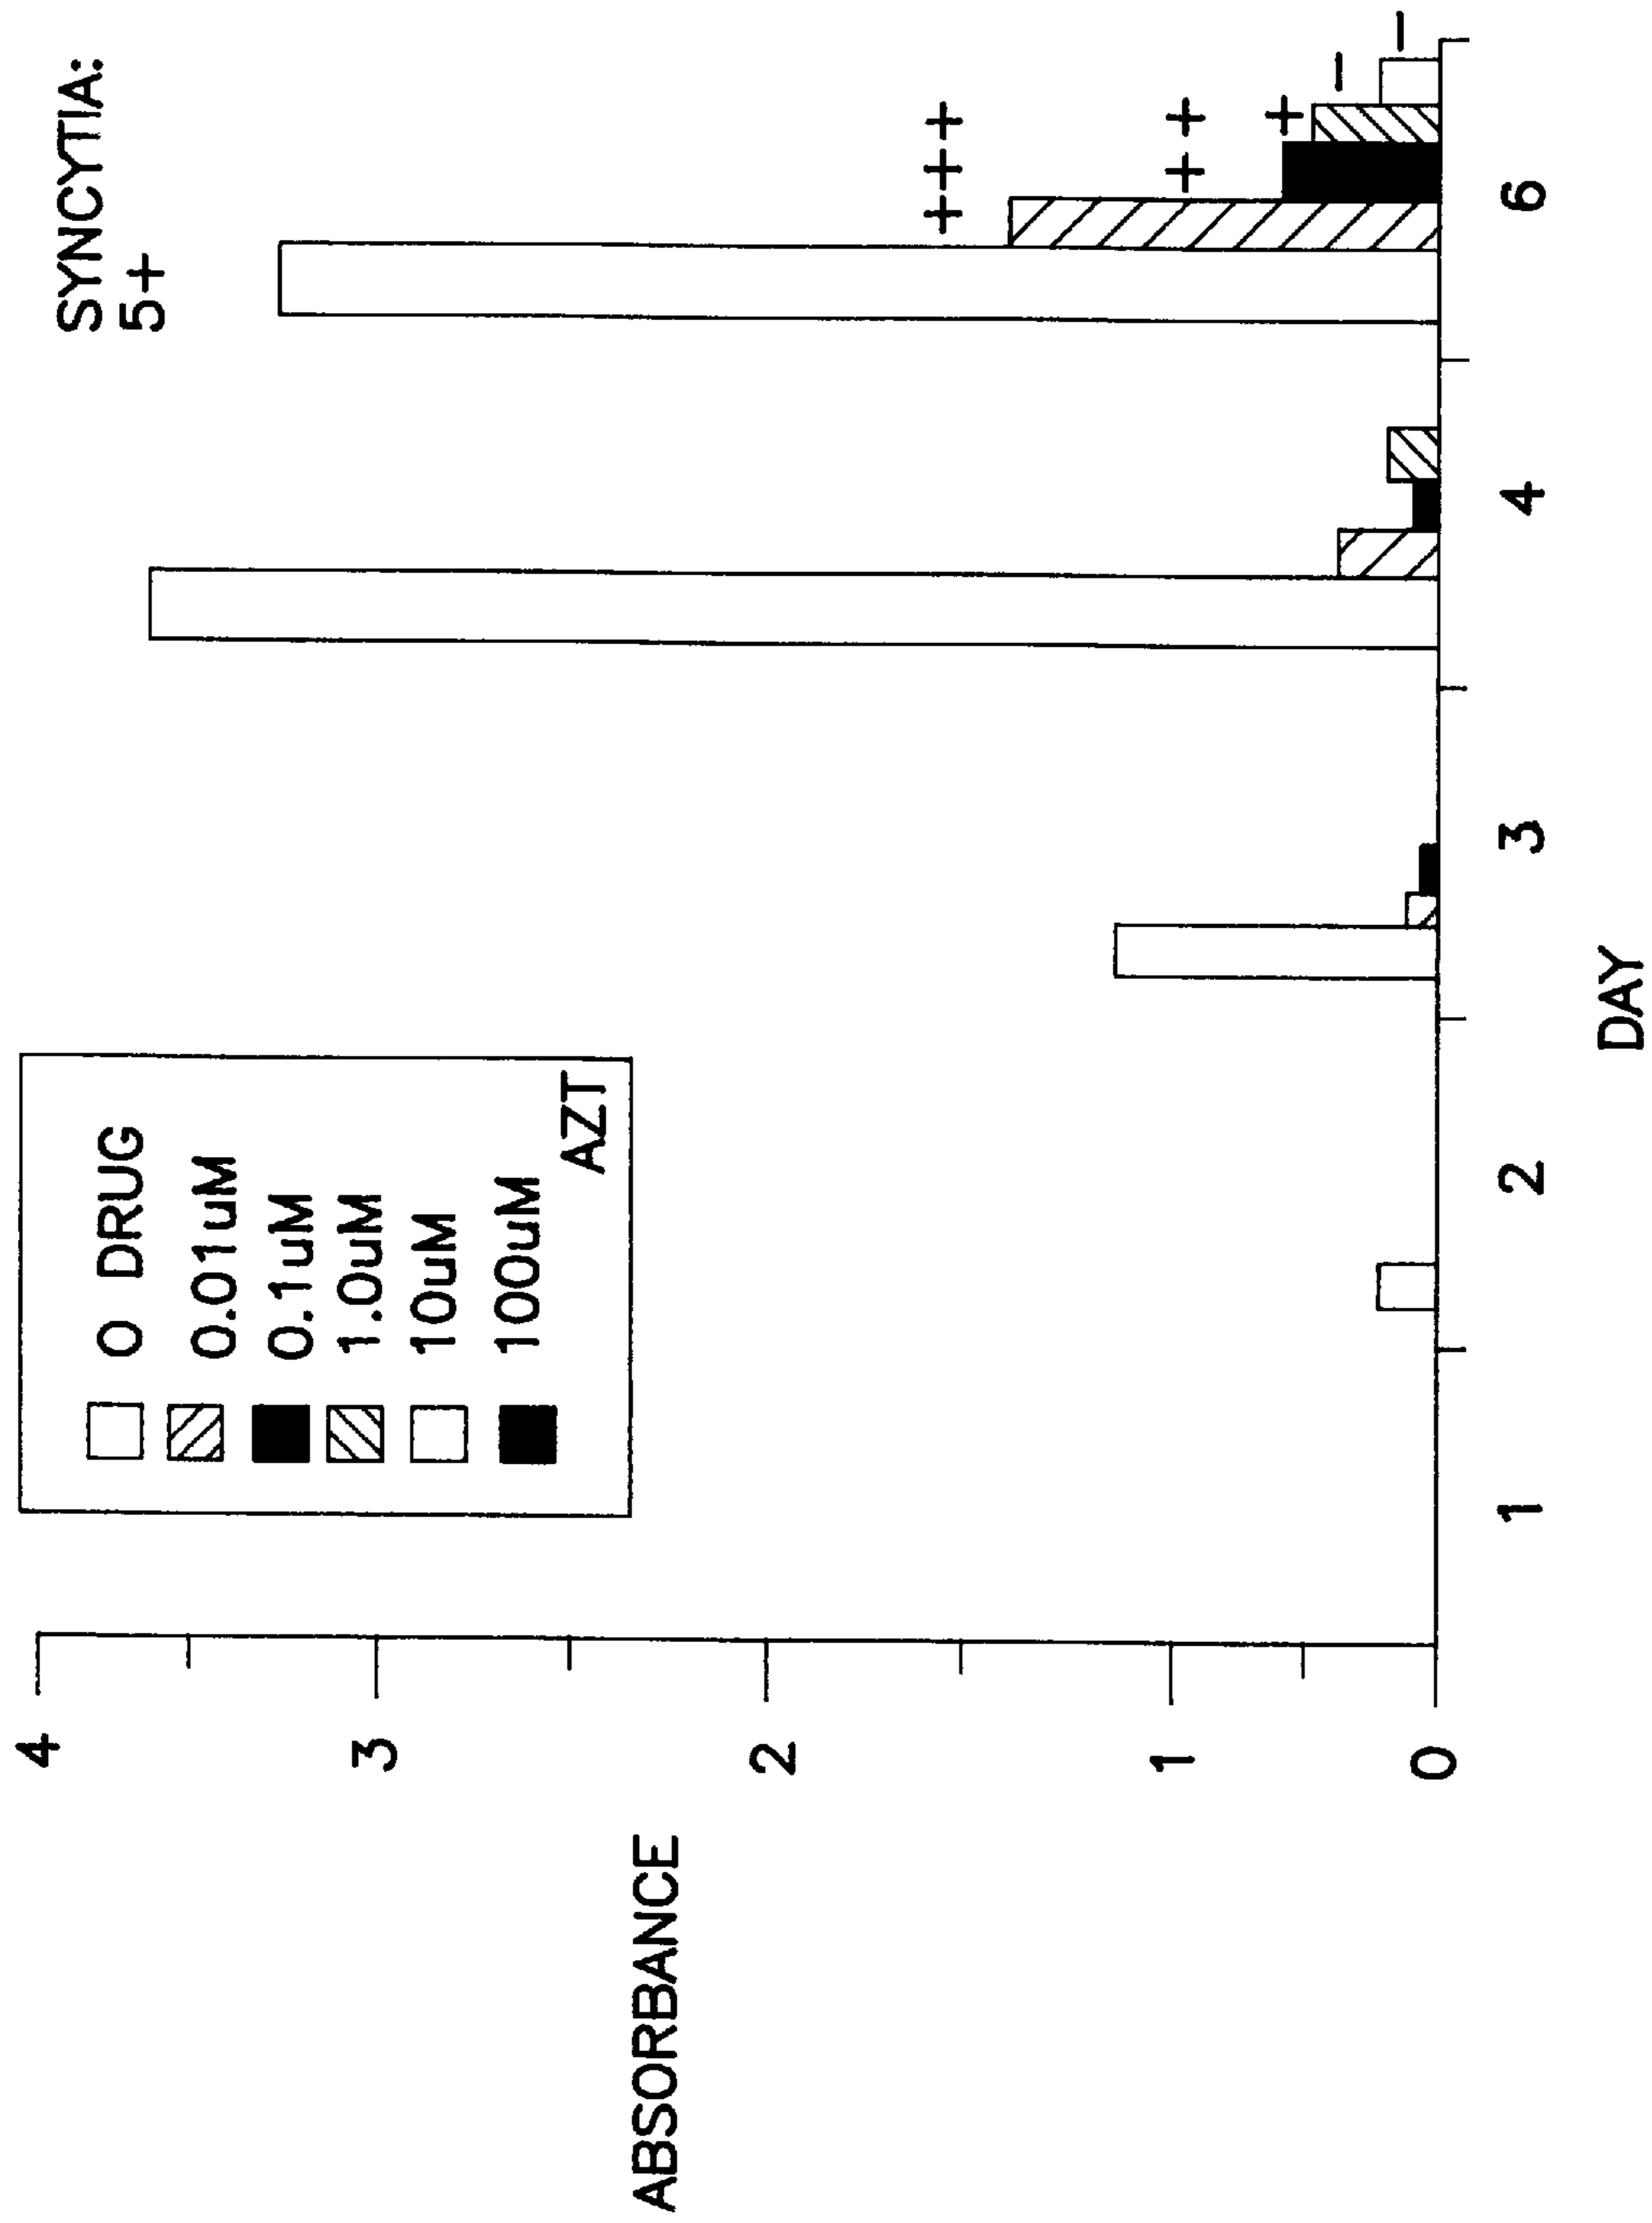 SYNCYTIA:
5+
0 DRUG
0.01uM
0.1uM
1.0uM
10uM
100uM
AZT
+++
++
+
−
−
4
3
2
1
0
ABSORBANCE
1 2 3 4 6
DAY